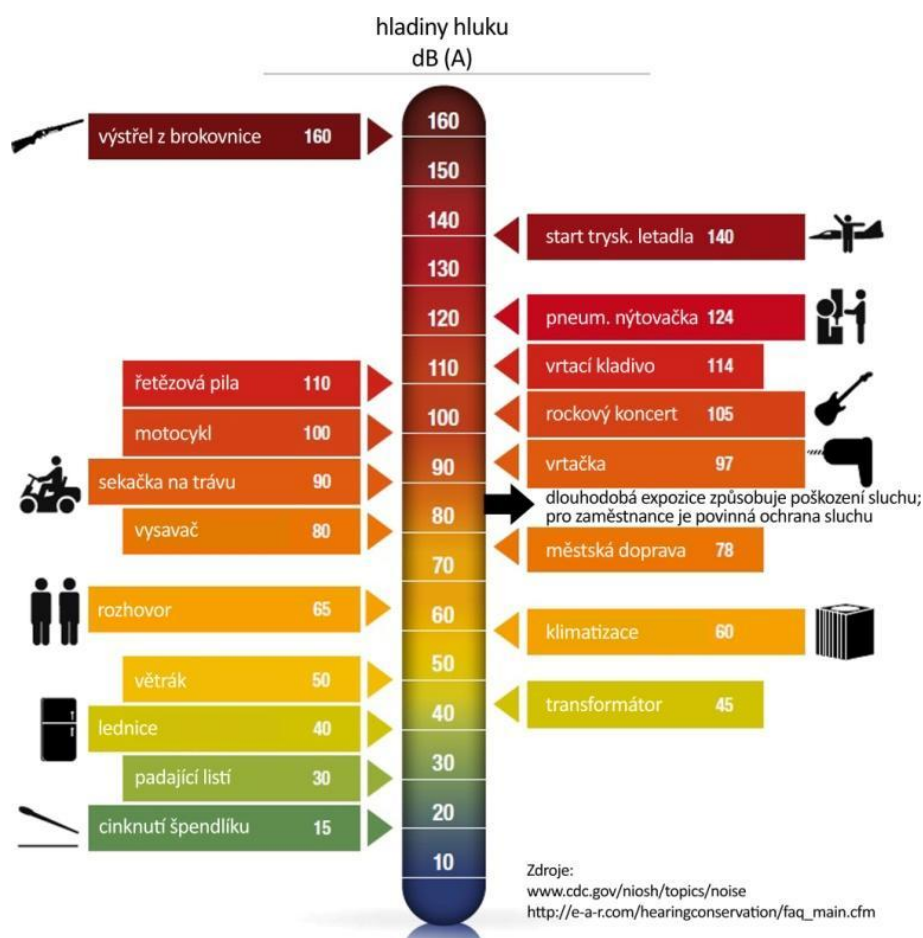 hladiny hluku
dB (A)
výstřel z brokovnice 160
160
150
140
start trysk. letadla 140
130
120
pneum. nýtovačka 124
110
vrtací kladivo 114
řetězová pila 110
100
rockový koncert 105
motocykl 100
90
vrtačka 97
sekačka na trávu 90
dlouhodobá expozice způsobuje poškození sluchu;
pro zaměstnance je povinná ochrana sluchu
80
vysavač 80
městská doprava 78
70
rozhovor 65
60
klimatizace 60
50
větrák 50
40
transformátor 45
lednice 40
30
padající listí 30
20
cinknutí špendlíku 15
10
Zdroje:
www.cdc.gov/niosh/topics/noise
http://e-a-r.com/hearingconservation/faq_main.cfm